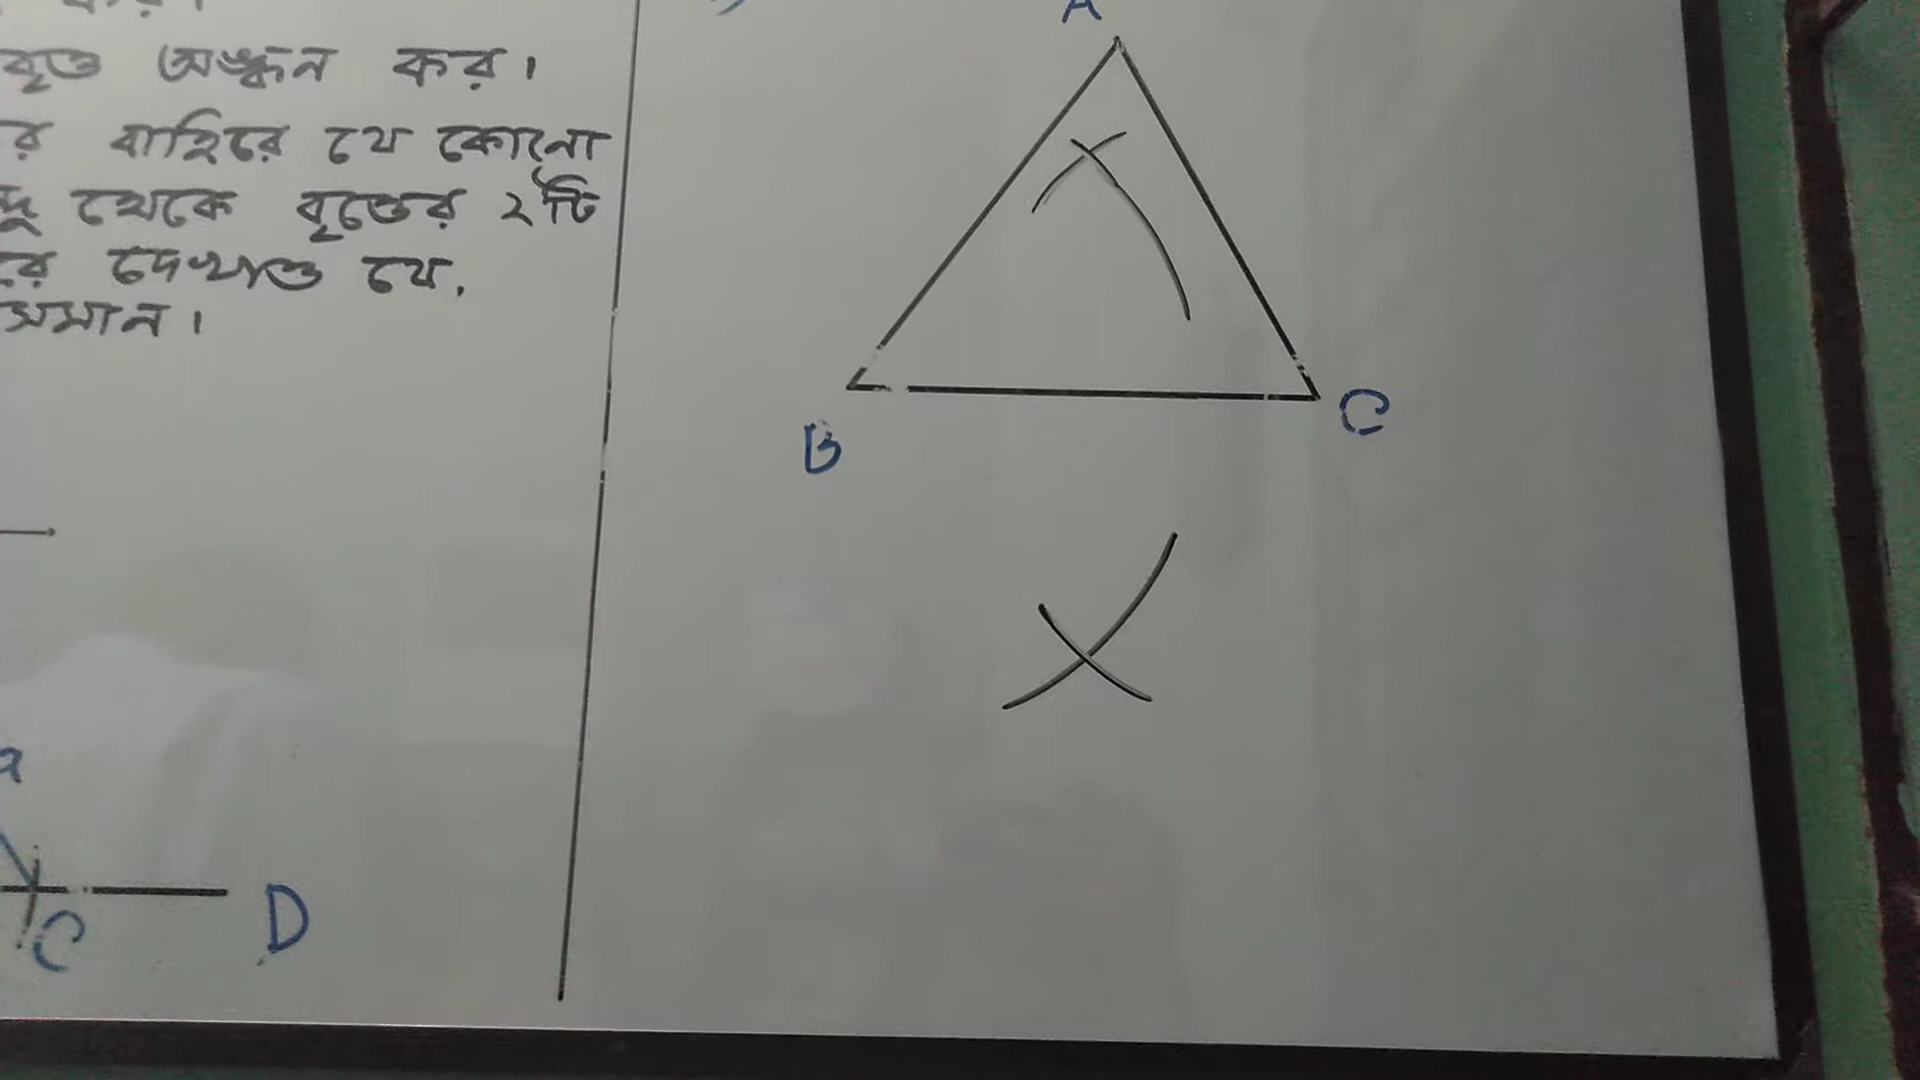 বৃত্ত অঙ্কন কর।
র বাহিরে যে কোনো
ন্দু থেকে বৃত্তের ২টি
রে দেখাও যে,
সমান।
C D
A
B C